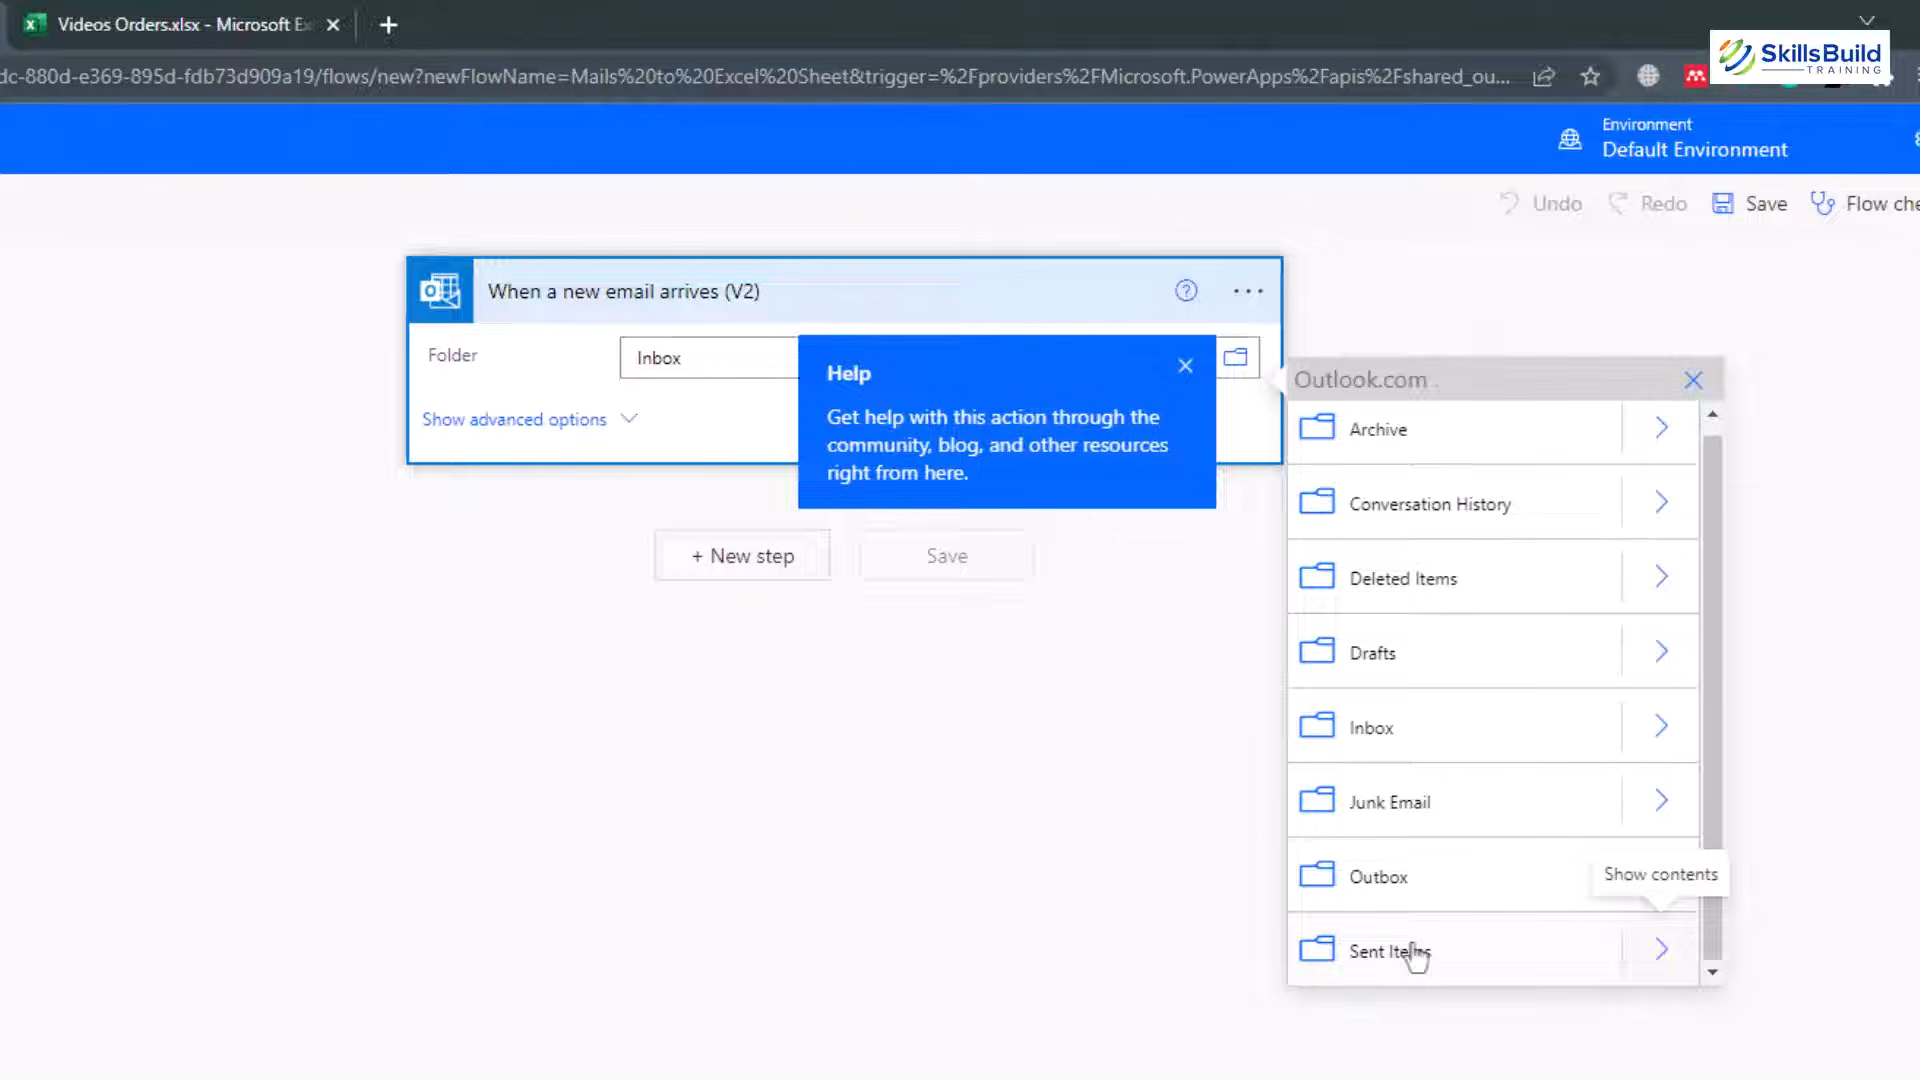 Videos Orders.xlsx - Microsoft Ex
SkillsBuild
TRAINING
dc-880d-e369-895d-fdb73d909a19/flows/new?newFlowName=Mails%20to%20Excel%20Sheet&trigger=%2Fproviders%2FMicrosoft.PowerApps%2Fapis%2Fshared_ou...
Environment
Default Environment
Undo
Redo
Save
Flow che
When a new email arrives (V2)
Folder
Inbox
Show advanced options
Help
Get help with this action through the
community, blog, and other resources
right from here.
+ New step
Save
Outlook.com
Archive
Conversation History
Deleted Items
Drafts
Inbox
Junk Email
Outbox
Show contents
Sent Items